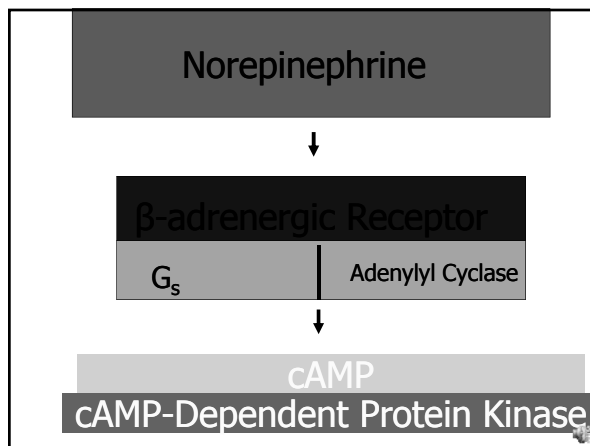 Norepinephrine
β-adrenergic Receptor
Gs Adenylyl Cyclase
cAMP
cAMP-Dependent Protein Kinase